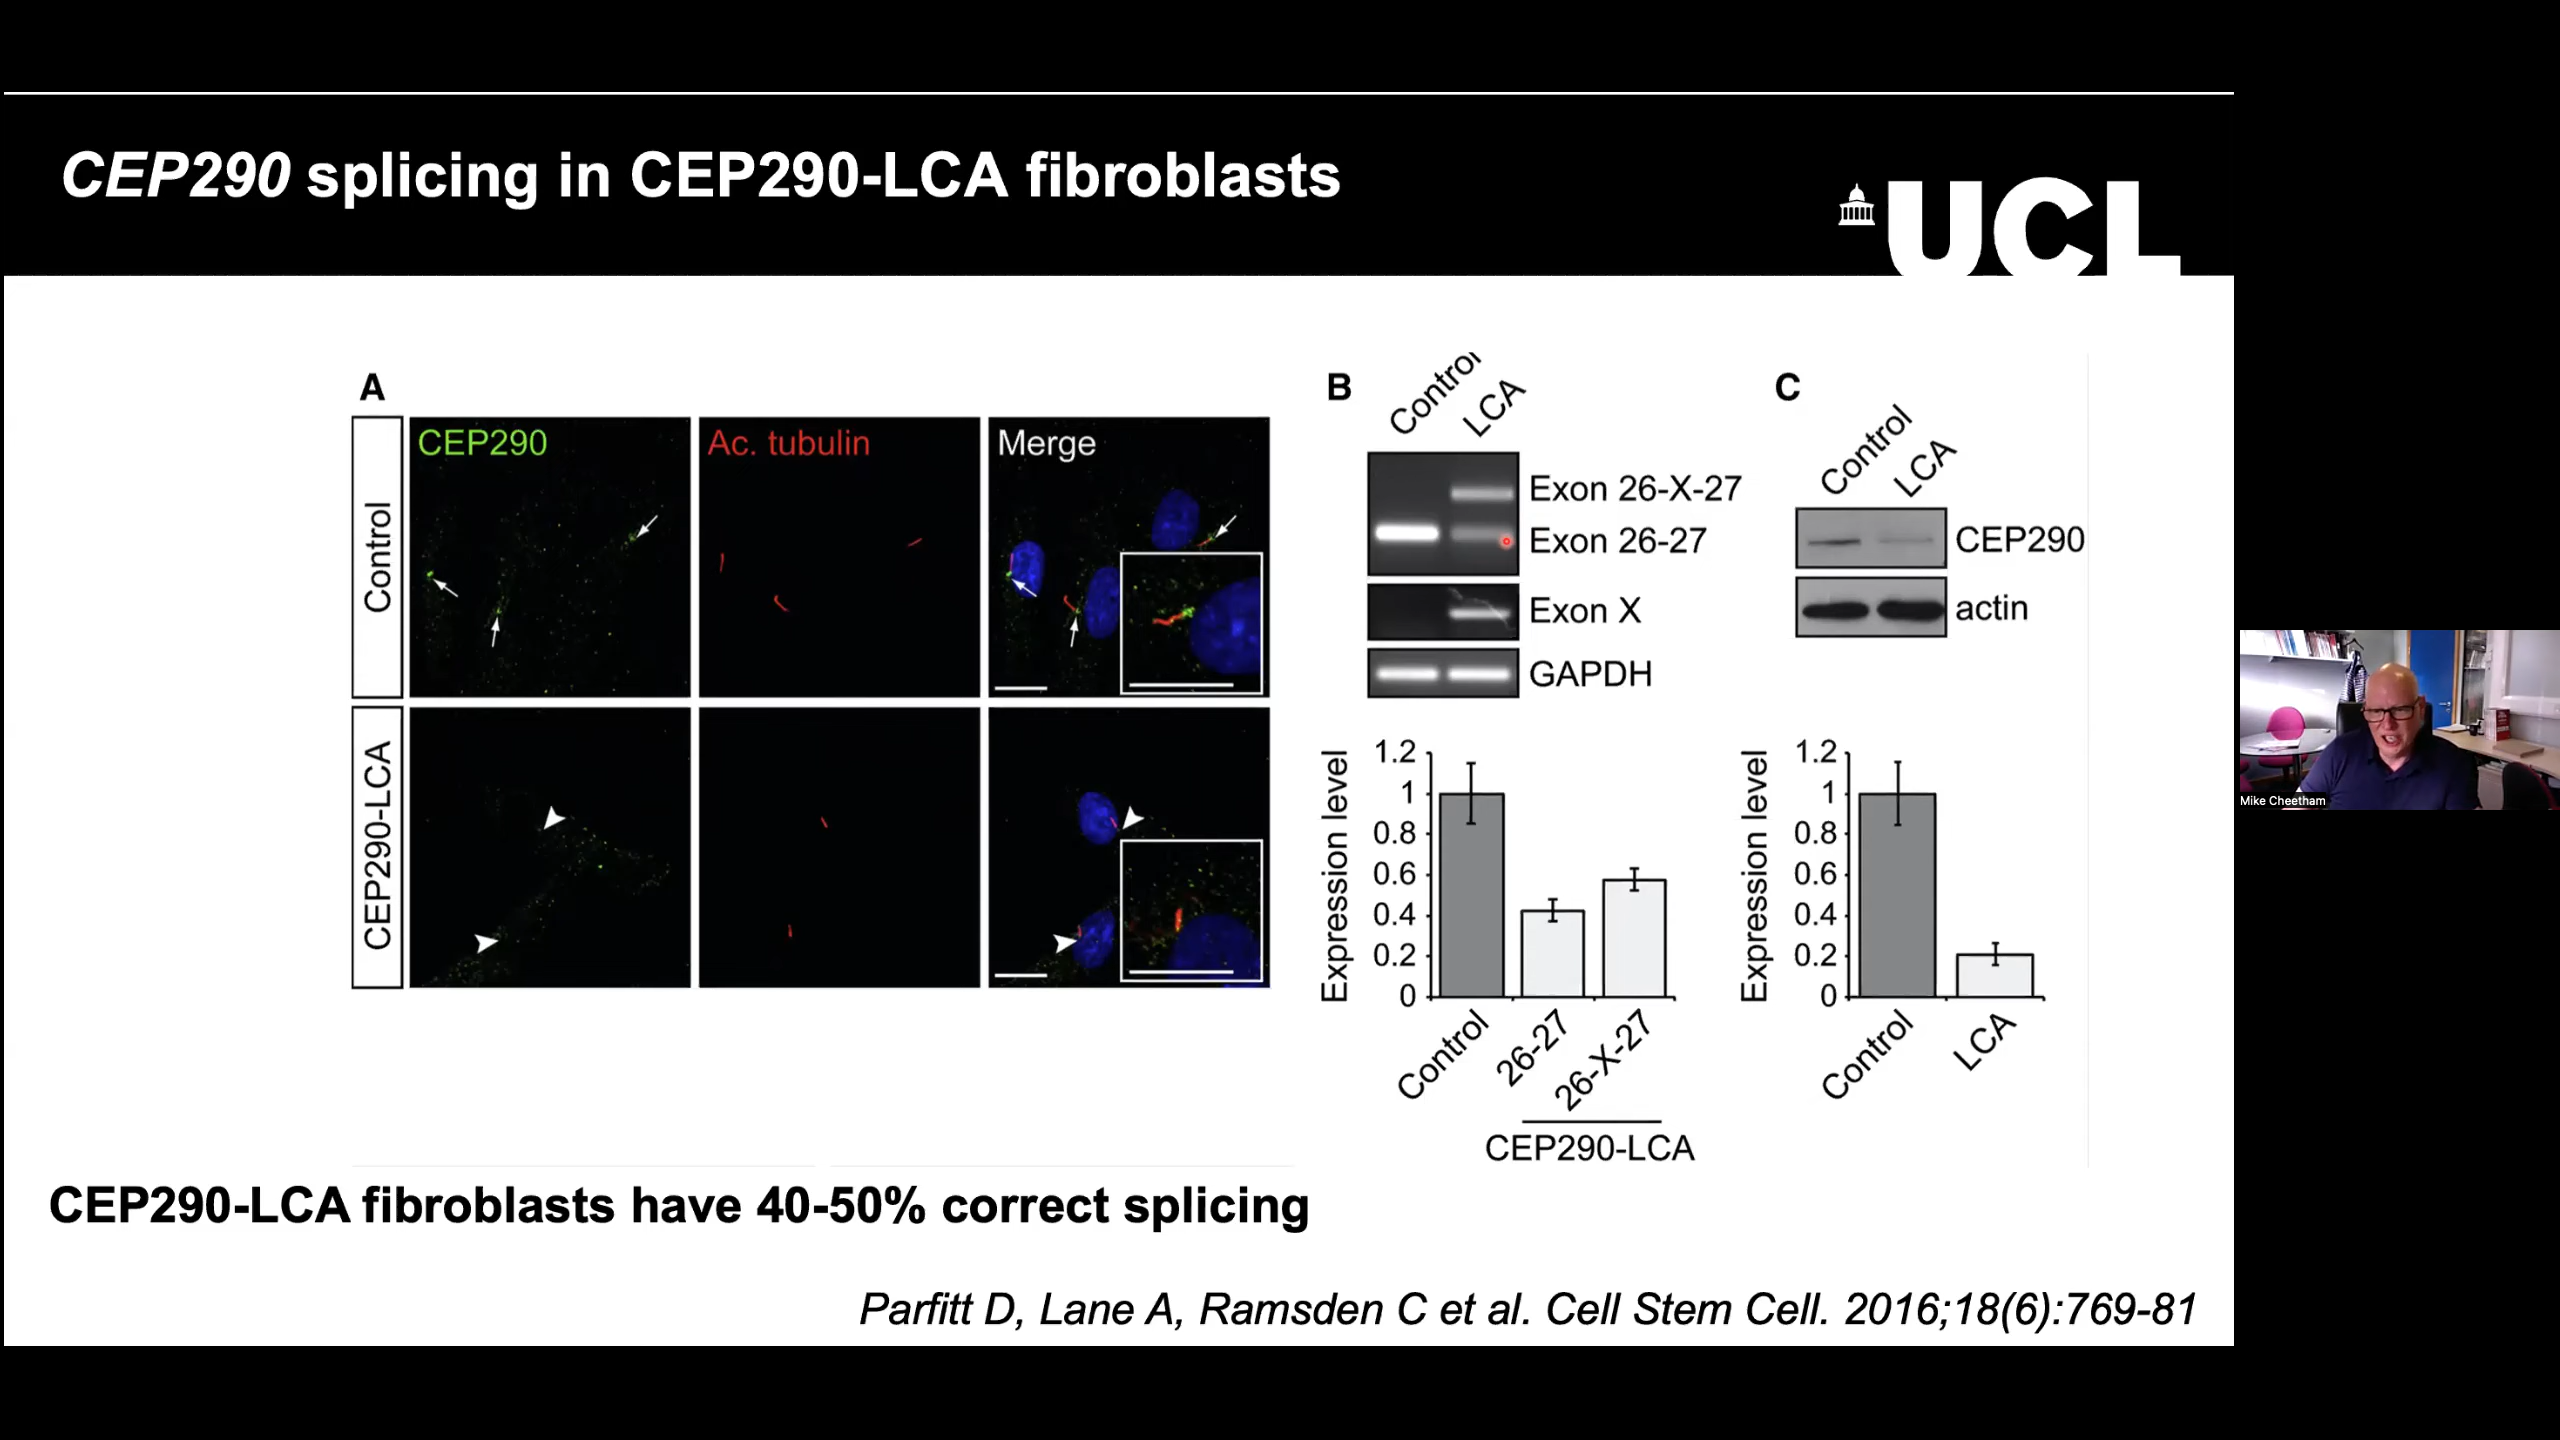 CEP290 splicing in CEP290-LCA fibroblasts
UCL
A
CEP290
Ac. tubulin
Merge
Control
CEP290-LCA
B
Control
LCA
Exon 26-X-27
Exon 26-27
Exon X
GAPDH
Expression level
1.2
1
0.8
0.6
0.4
0.2
0
Control
26-27
26-X-27
CEP290-LCA
C
Control
LCA
CEP290
actin
Expression level
1.2
1
0.8
0.6
0.4
0.2
0
Control
LCA
Mike Cheetham
CEP290-LCA fibroblasts have 40-50% correct splicing
Parfitt D, Lane A, Ramsden C et al. Cell Stem Cell. 2016;18(6):769-81